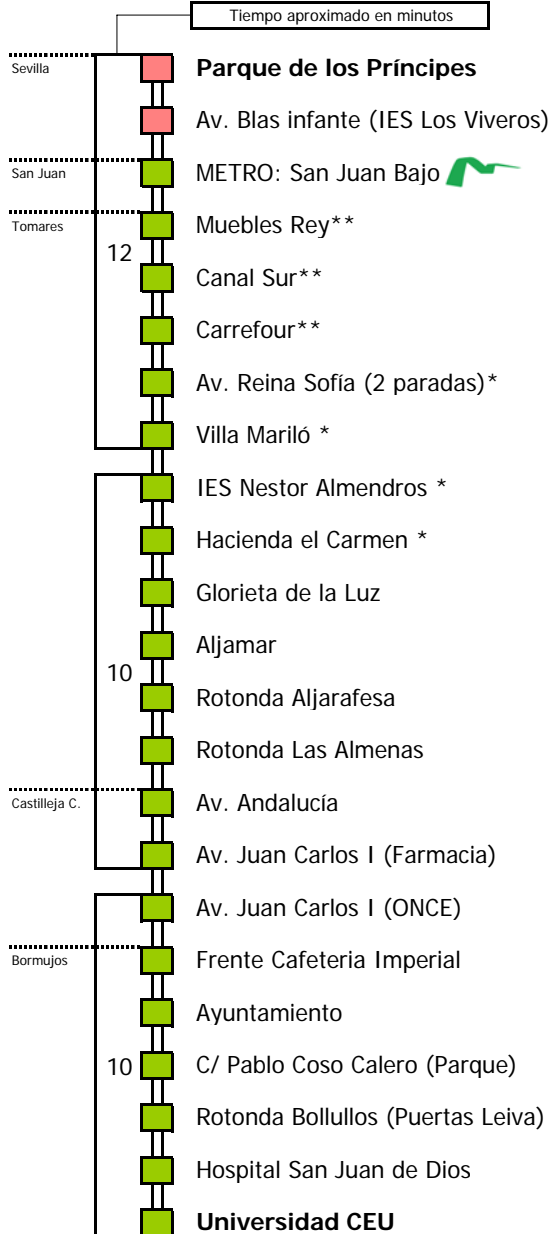 Tiempo aproximado en minutos
Sevilla
Parque de los Príncipes
Av. Blas infante (IES Los Viveros)
San Juan
METRO: San Juan Bajo
Tomares
Muebles Rey**
12
Canal Sur**
Carrefour**
Av. Reina Sofía (2 paradas)*
Villa Mariló *
IES Nestor Almendros *
Hacienda el Carmen *
Glorieta de la Luz
Aljamar
10
Rotonda Aljarafesa
Rotonda Las Almenas
Castilleja C.
Av. Andalucía
Av. Juan Carlos I (Farmacia)
Av. Juan Carlos I (ONCE)
Bormujos
Frente Cafeteria Imperial
Ayuntamiento
10
C/ Pablo Coso Calero (Parque)
Rotonda Bollullos (Puertas Leiva)
Hospital San Juan de Dios
Universidad CEU